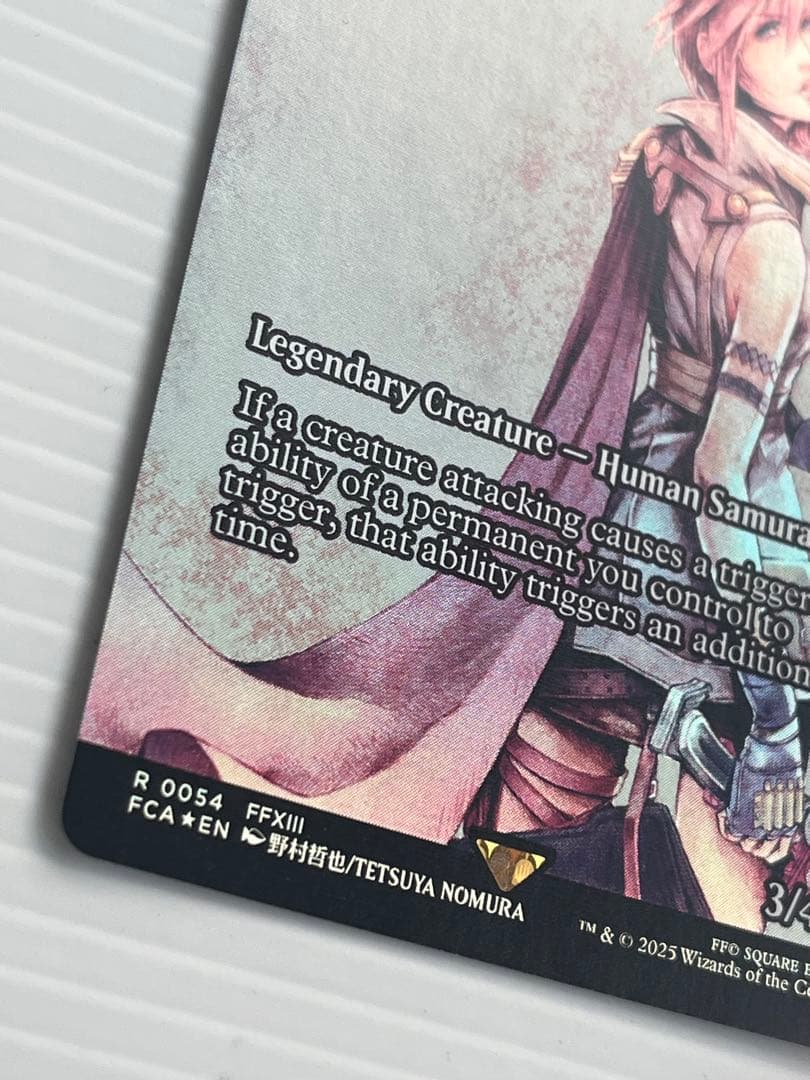 Legendary Creature — Human Samura
If a creature attacking causes a trigger
ability of a permanent you control to
trigger, that ability triggers an addition
time.
R 0054 FFXIII
FCA★EN 野村哲也/TETSUYA NOMURA
3/4
FF© SQUARE E
™ & © 2025 Wizards of the Co